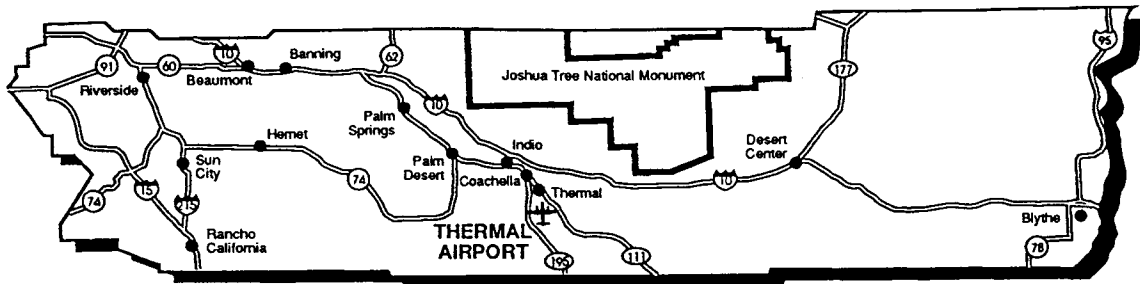 95
10
Banning
62
91
60
Beaumont
Joshua Tree National Monument
177
Riverside
10
Palm
Springs
Hemet
Indio
Desert
Center
Sun
City
Palm
Desert
Coachella
74
10
15
Thermal
74
215
THERMAL
AIRPORT
Blythe
Rancho
California
195
111
78